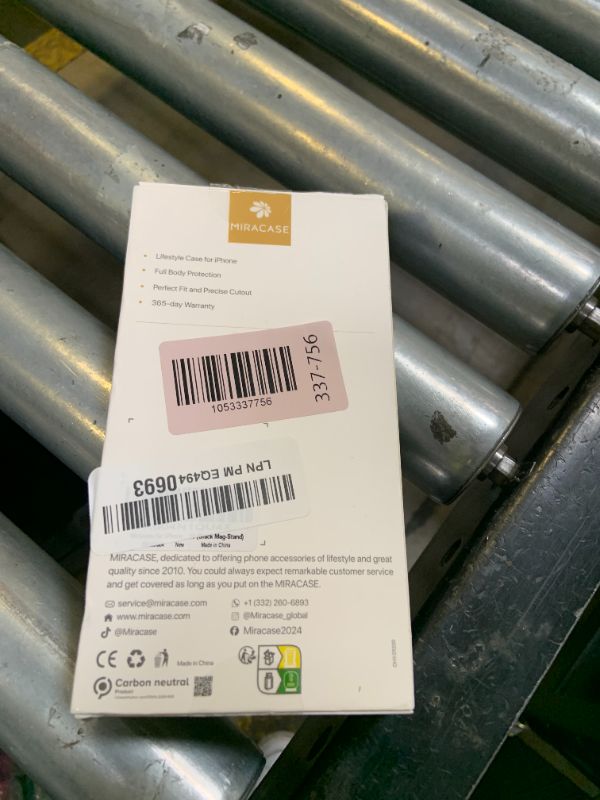 MIRACASE
• Lifestyle Case for iPhone
• Full Body Protection
• Perfect Fit and Precise Cutout
• 365-day Warranty
1053337756
337-756
LPN PM EQ4940693
(Black Mag-Stand)
New Made in China
MIRACASE, dedicated to offering phone accessories of lifestyle and great
quality since 2010. You could always expect remarkable customer service
and get covered as long as you put on the MIRACASE.
service@miracase.com +1 (332) 260-6893
www.miracase.com @Miracase_global
@Miracase Miracase2024
CE Made in China
Carbon neutral
Product